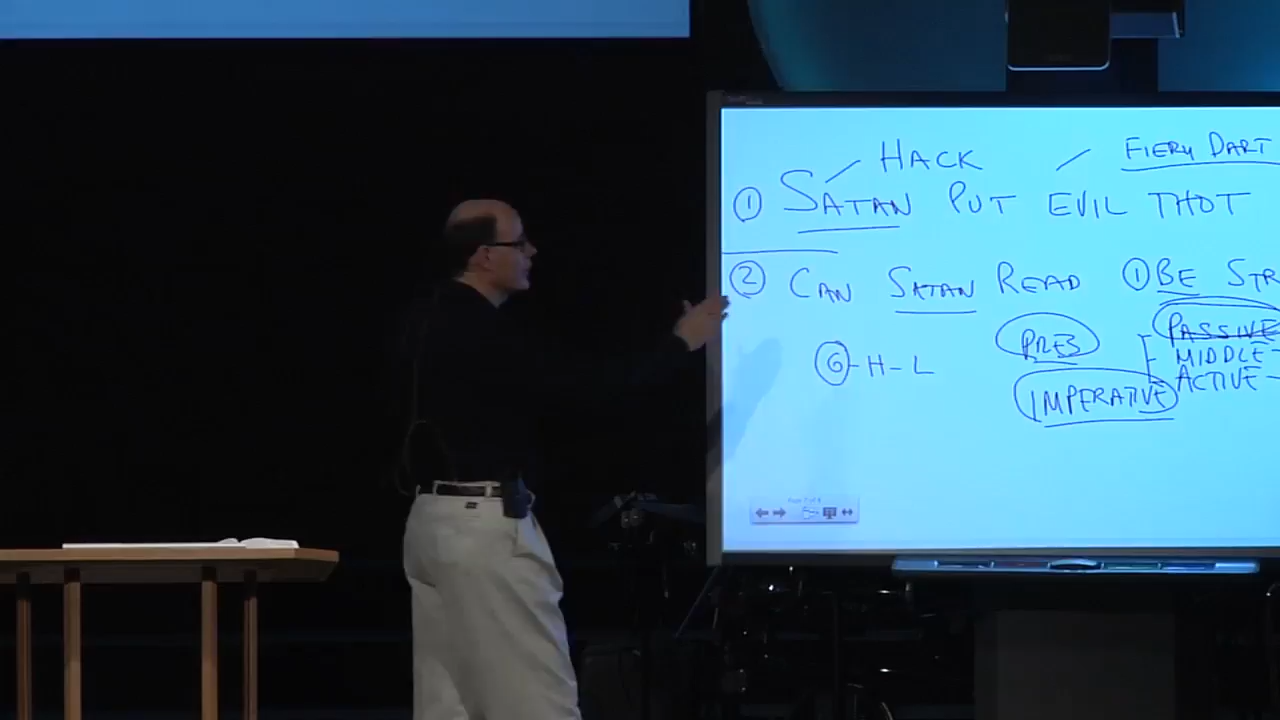 HACK FIERY DART
① SATAN PUT EVIL THOT
② CAN SATAN READ ① BE STR
PRES PASSIVE
G-H-L MIDDLE-
IMPERATIVE ACTIVE-